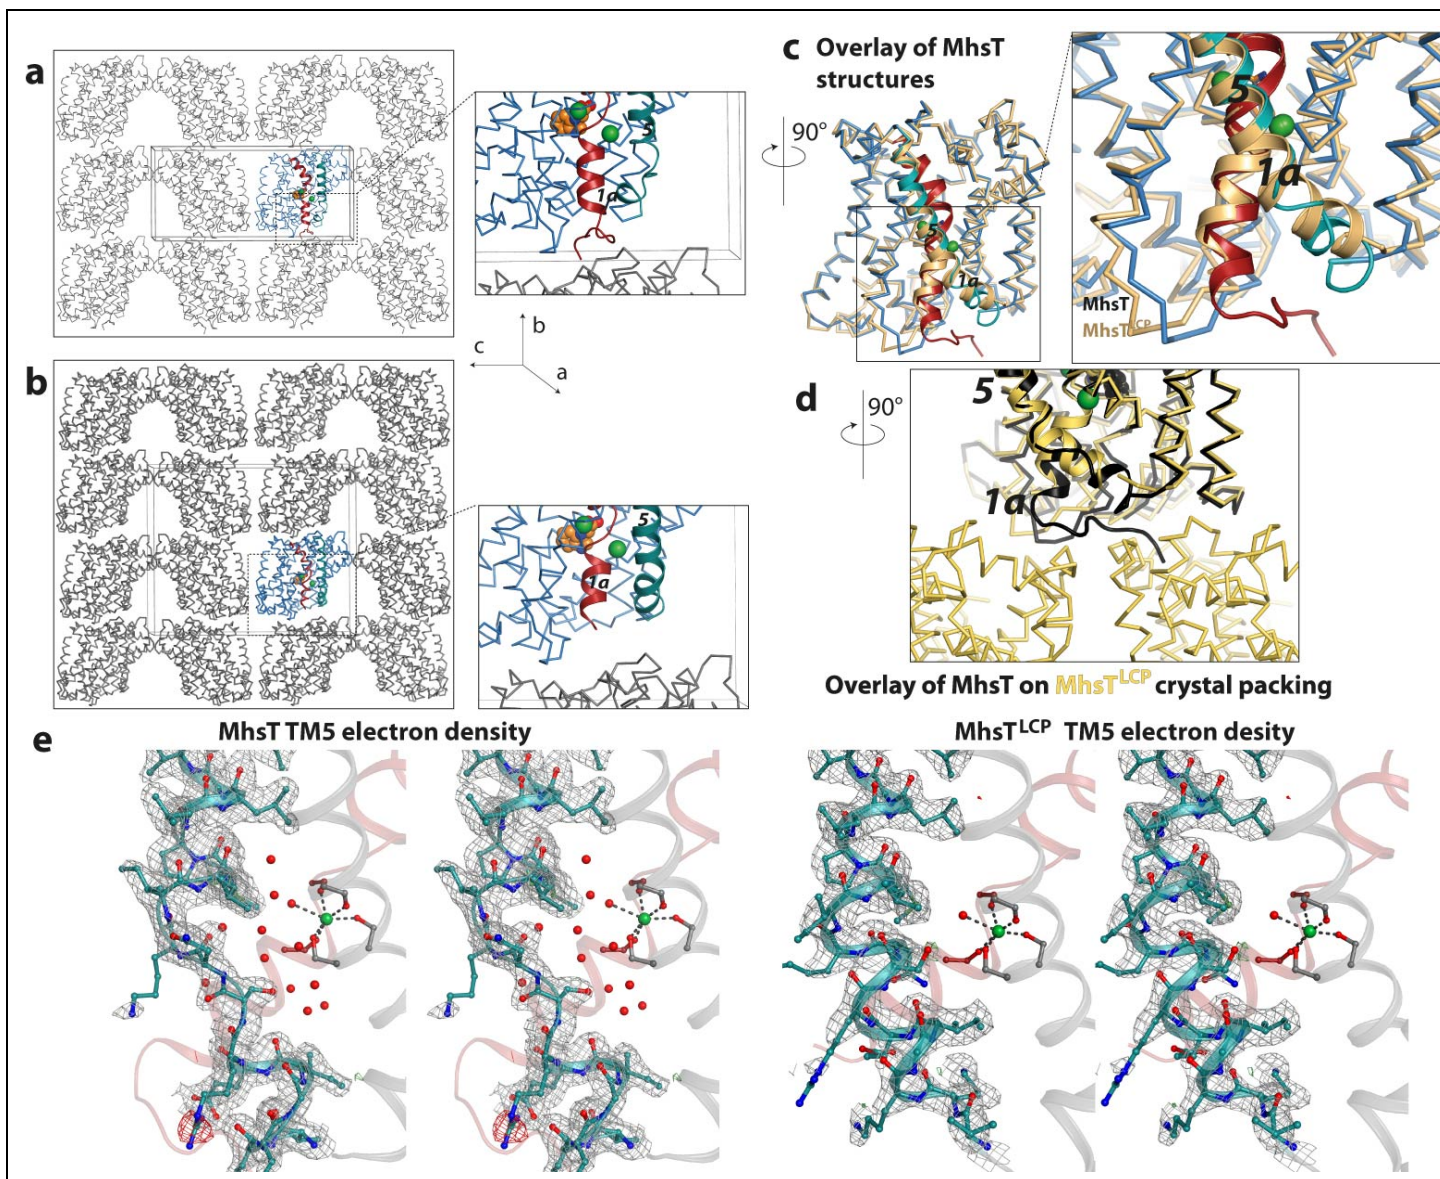 a
5
1a
b
c
a
b
5
1a
c Overlay of MhsT
structures
90°
5
1a
5
1a
MhsT
MhsT^LCP
d
90°
5
1a
Overlay of MhsT on MhsT^LCP crystal packing
e
MhsT TM5 electron density
MhsT^LCP TM5 electron desity